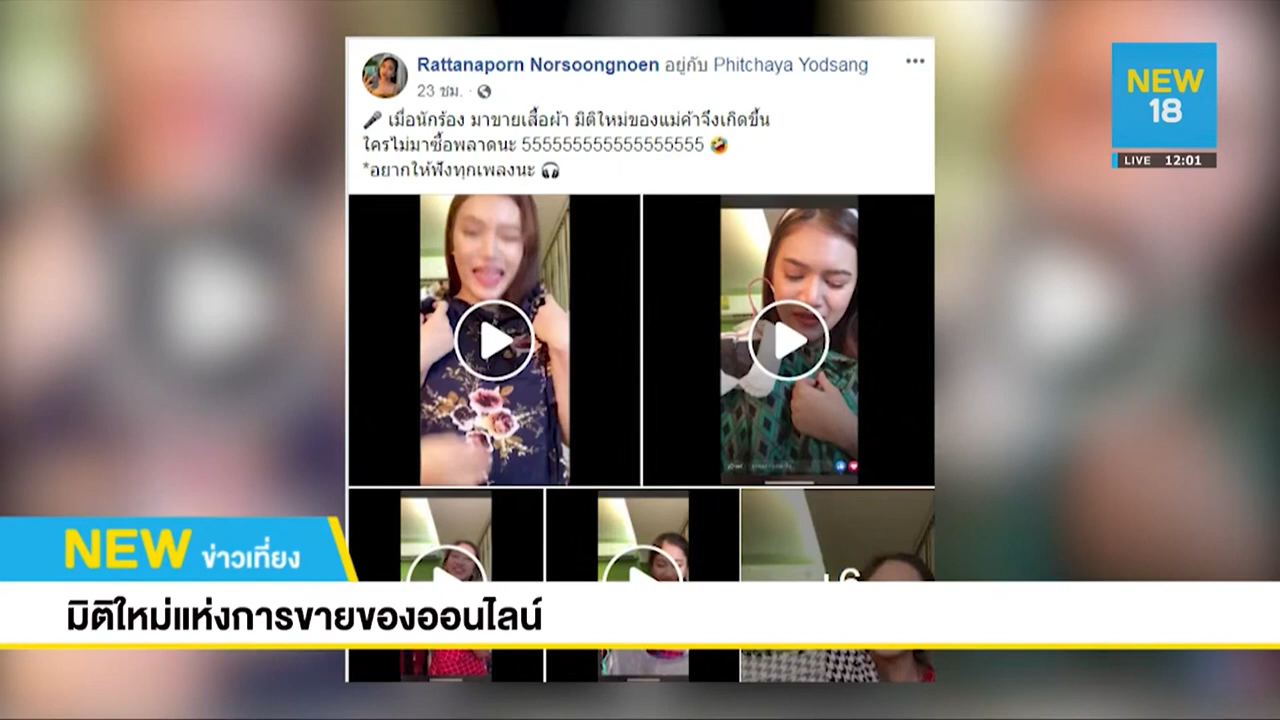 Rattanaporn Norsoongnoen อยู่กับ Phitchaya Yodsang
23 ชม.
เมื่อนักร้อง มาขายเสื้อผ้า มิติใหม่ของแม่ค้าจึงเกิดขึ้น
ใครไม่มาซื้อพลาดนะ 555555555555555555 🤣
*อยากให้ฟังทุกเพลงนะ 🎧
NEW
18
LIVE 12:01
NEW ข่าวเที่ยง
มิติใหม่แห่งการขายของออนไลน์